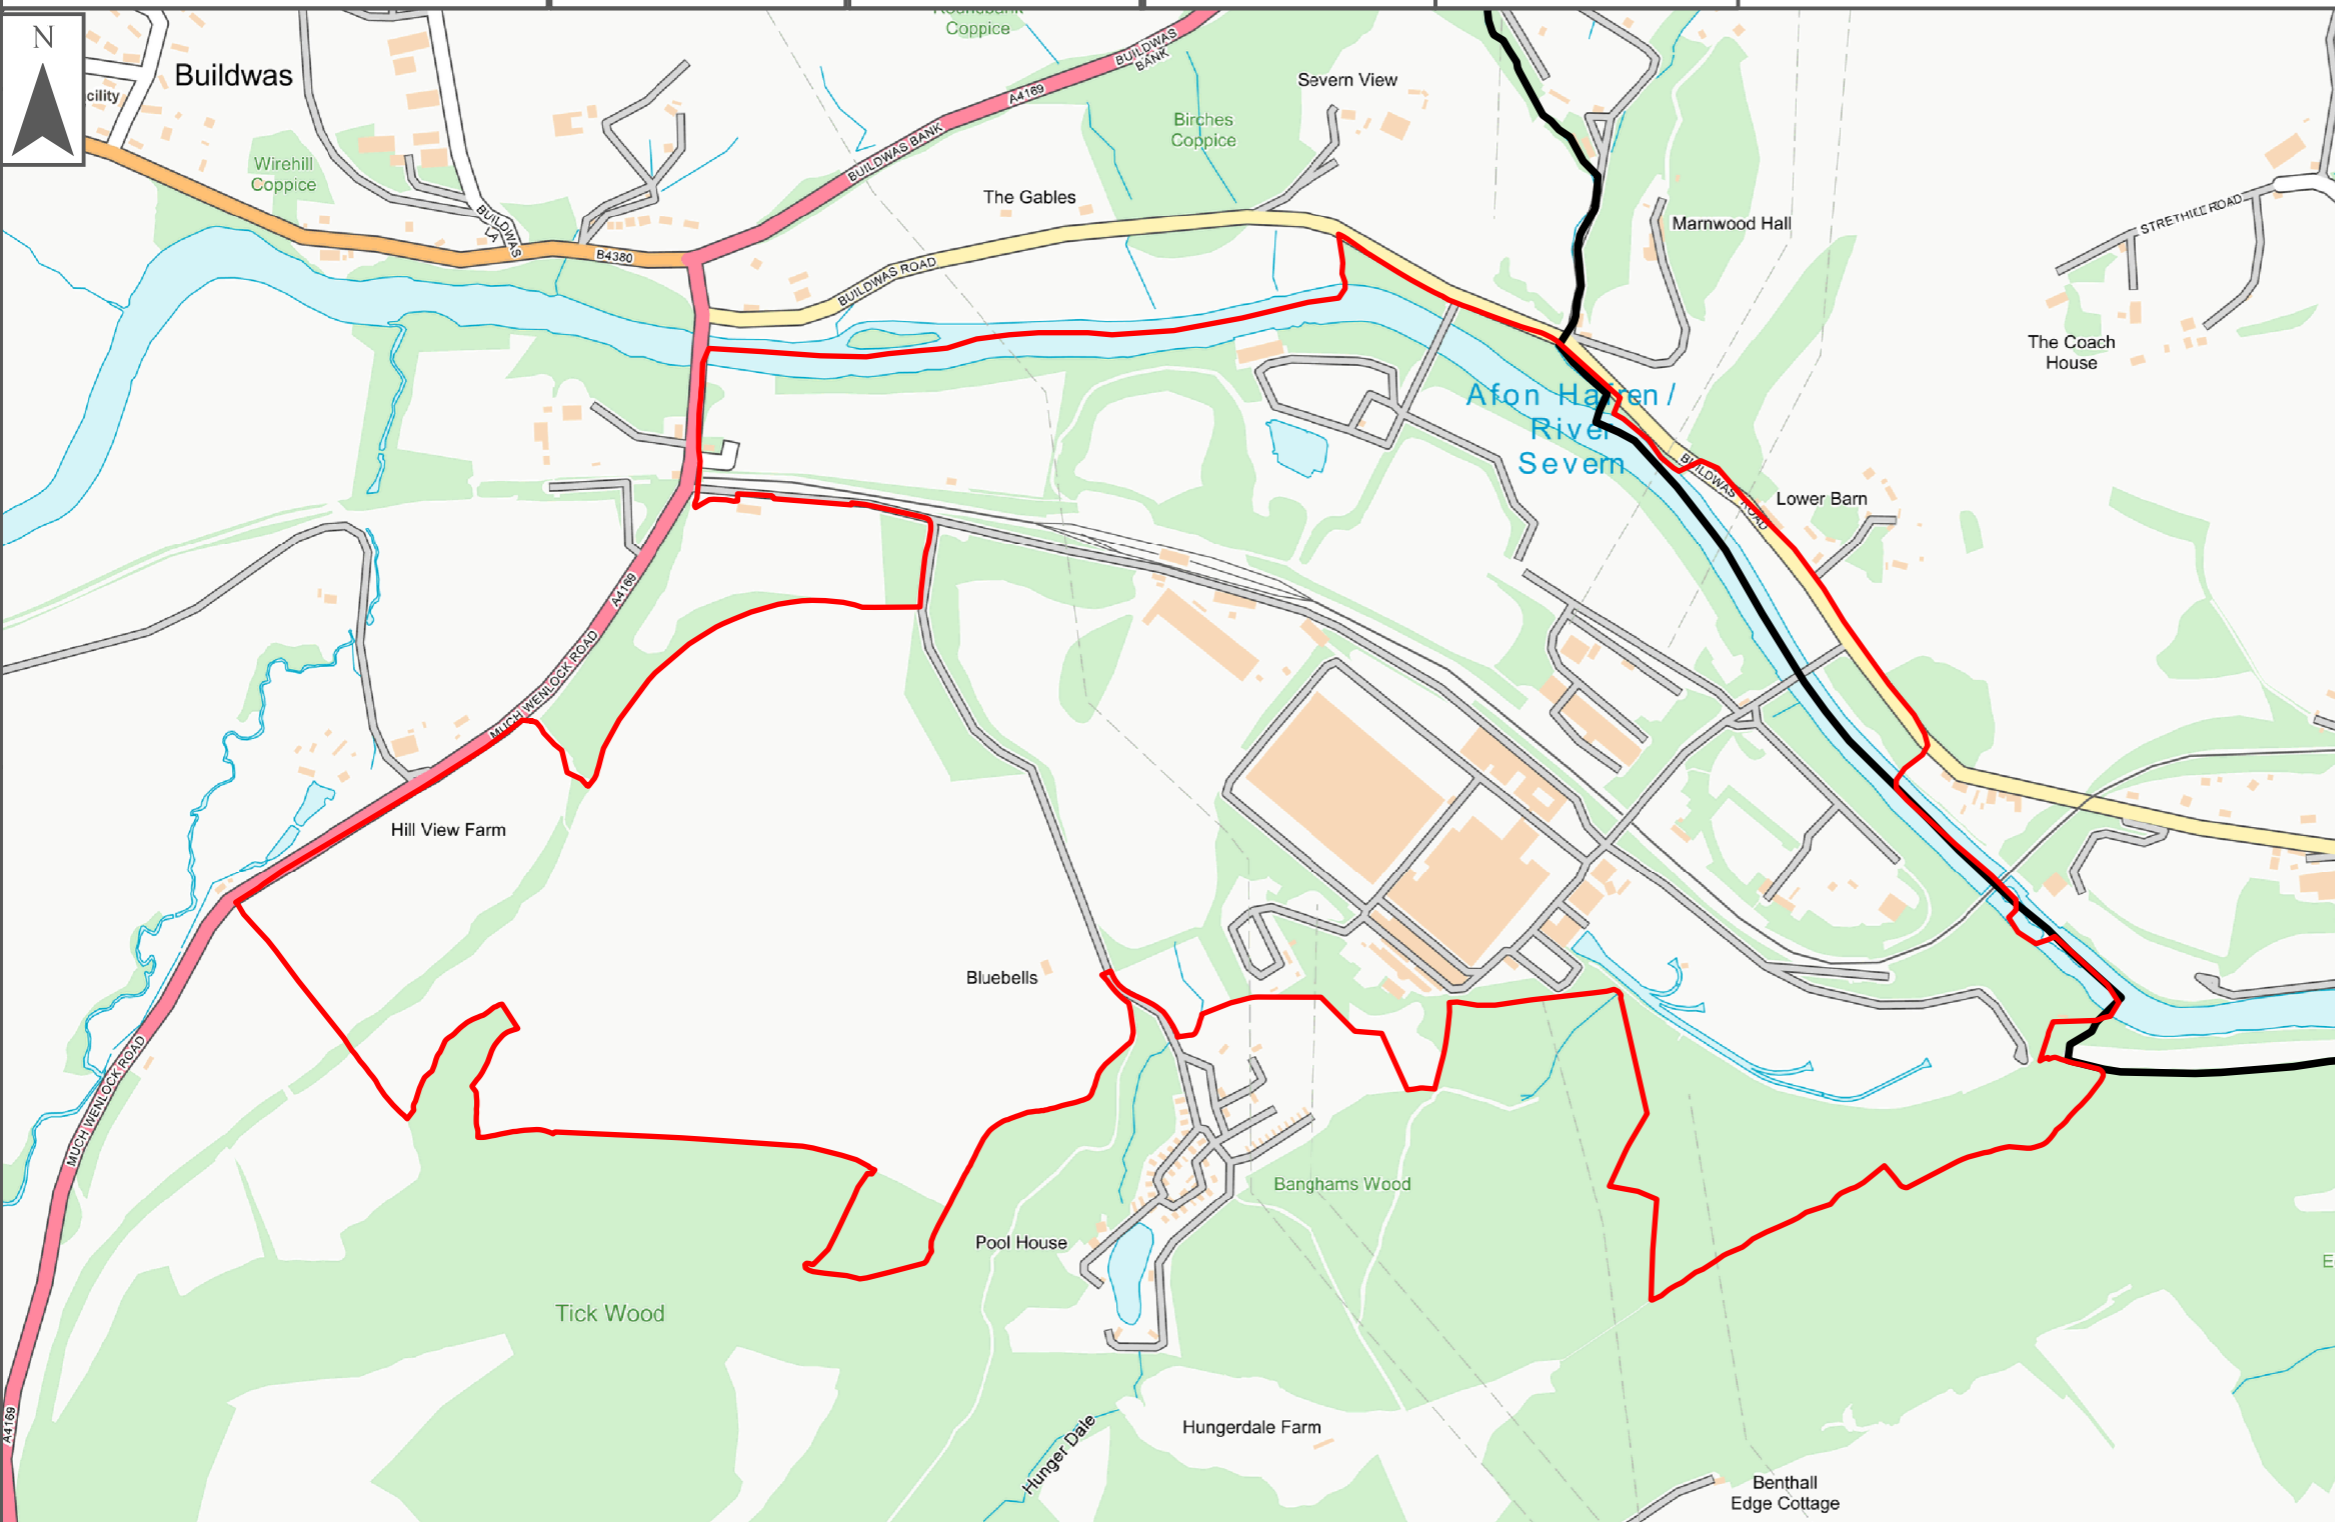 Coppice
N
Buildwas
cility
BUILDWAS
BANK
A4169
Severn View
Birches
Coppice
BUILDWAS BANK
Wirehill
Coppice
The Gables
BUILDWAS
LA
B4380
Marnwood Hall
STRETHILL ROAD
BUILDWAS ROAD
The Coach
House
Afon Hafren /
River
Severn
BUILDWAS ROAD
Lower Barn
A4169
MUCH WENLOCK ROAD
Hill View Farm
Bluebells
MUCH WENLOCK ROAD
Banghams Wood
Pool House
E
Tick Wood
A4169
Hungerdale Farm
Hunger Dale
Benthall
Edge Cottage